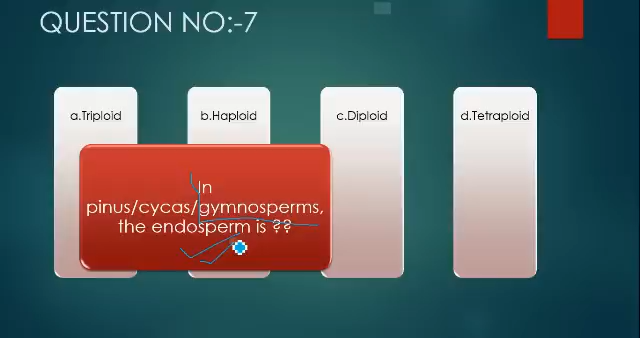 QUESTION NO:-7
a.Triploid
b.Haploid
c.Diploid
d.Tetraploid
In
pinus/cycas/gymnosperms,
the endosperm is ??